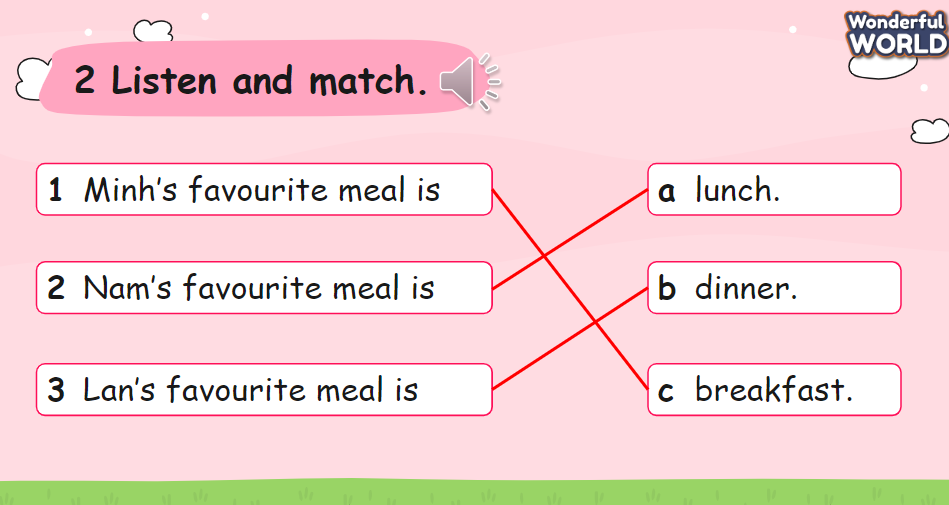 Wonderful
WORLD
2 Listen and match.
1 Minh's favourite meal is
a lunch.
2 Nam's favourite meal is
b dinner.
3 Lan's favourite meal is
c breakfast.